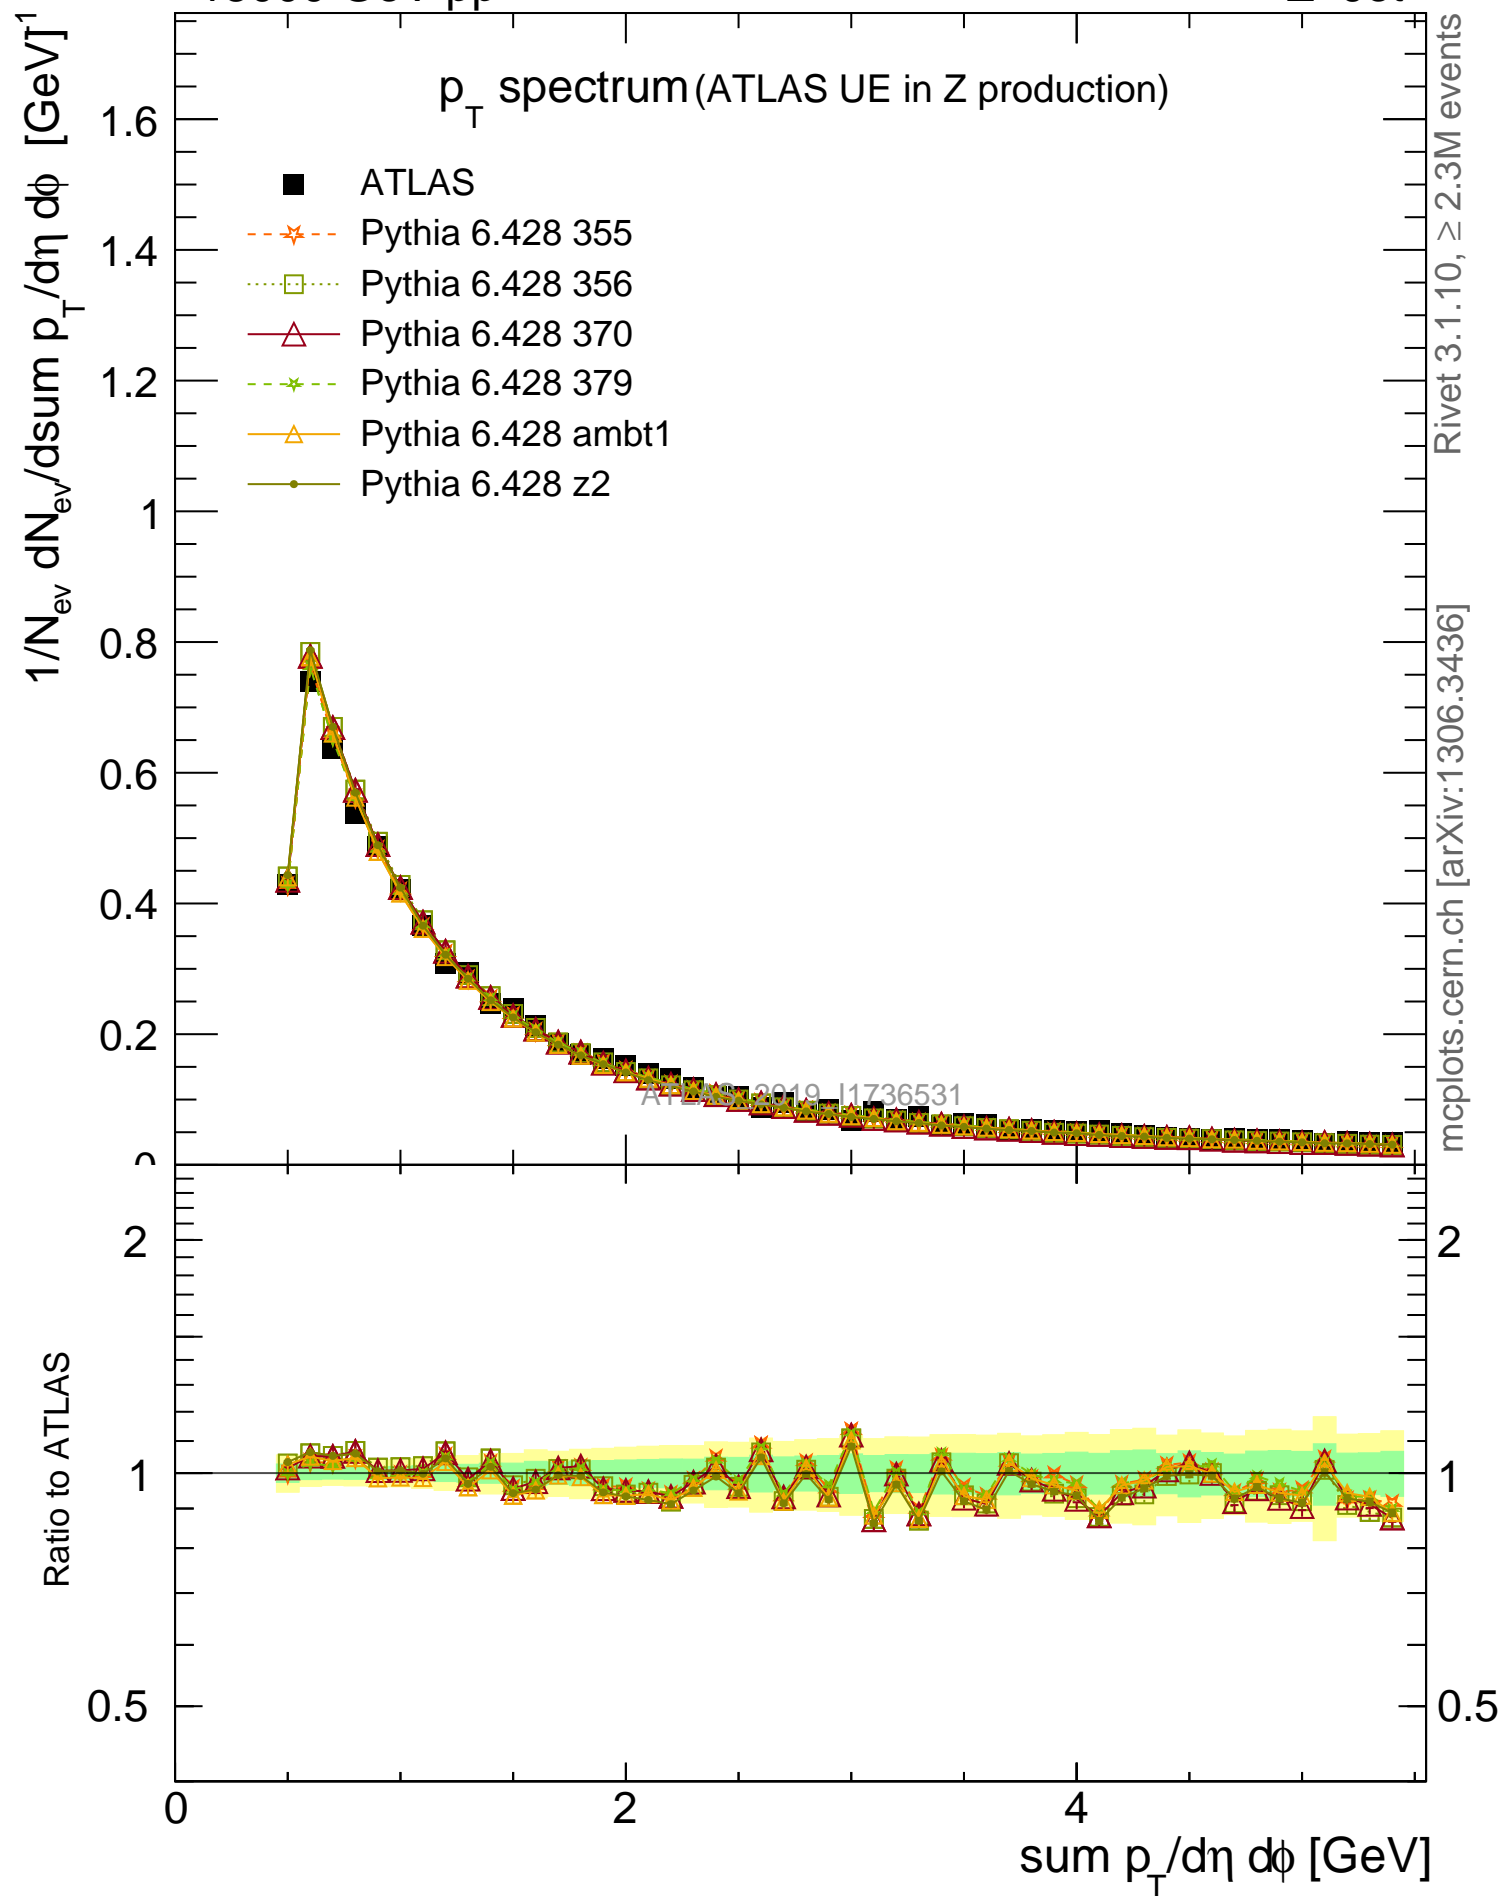 p_T spectrum (ATLAS UE in Z production)
1/N_ev dN_ev/dsum p_T/dη dϕ [GeV]^-1
ATLAS
Pythia 6.428 355
Pythia 6.428 356
Pythia 6.428 370
Pythia 6.428 379
Pythia 6.428 ambt1
Pythia 6.428 z2
1.6
1.4
1.2
1
0.8
0.6
0.4
0.2
0
ATLAS_2019_I1736531
Rivet 3.1.10, ≥ 2.3M events
mcplots.cern.ch [arXiv:1306.3436]
Ratio to ATLAS
2
1
0.5
2
1
0.5
0 2 4
sum p_T/dη dϕ [GeV]